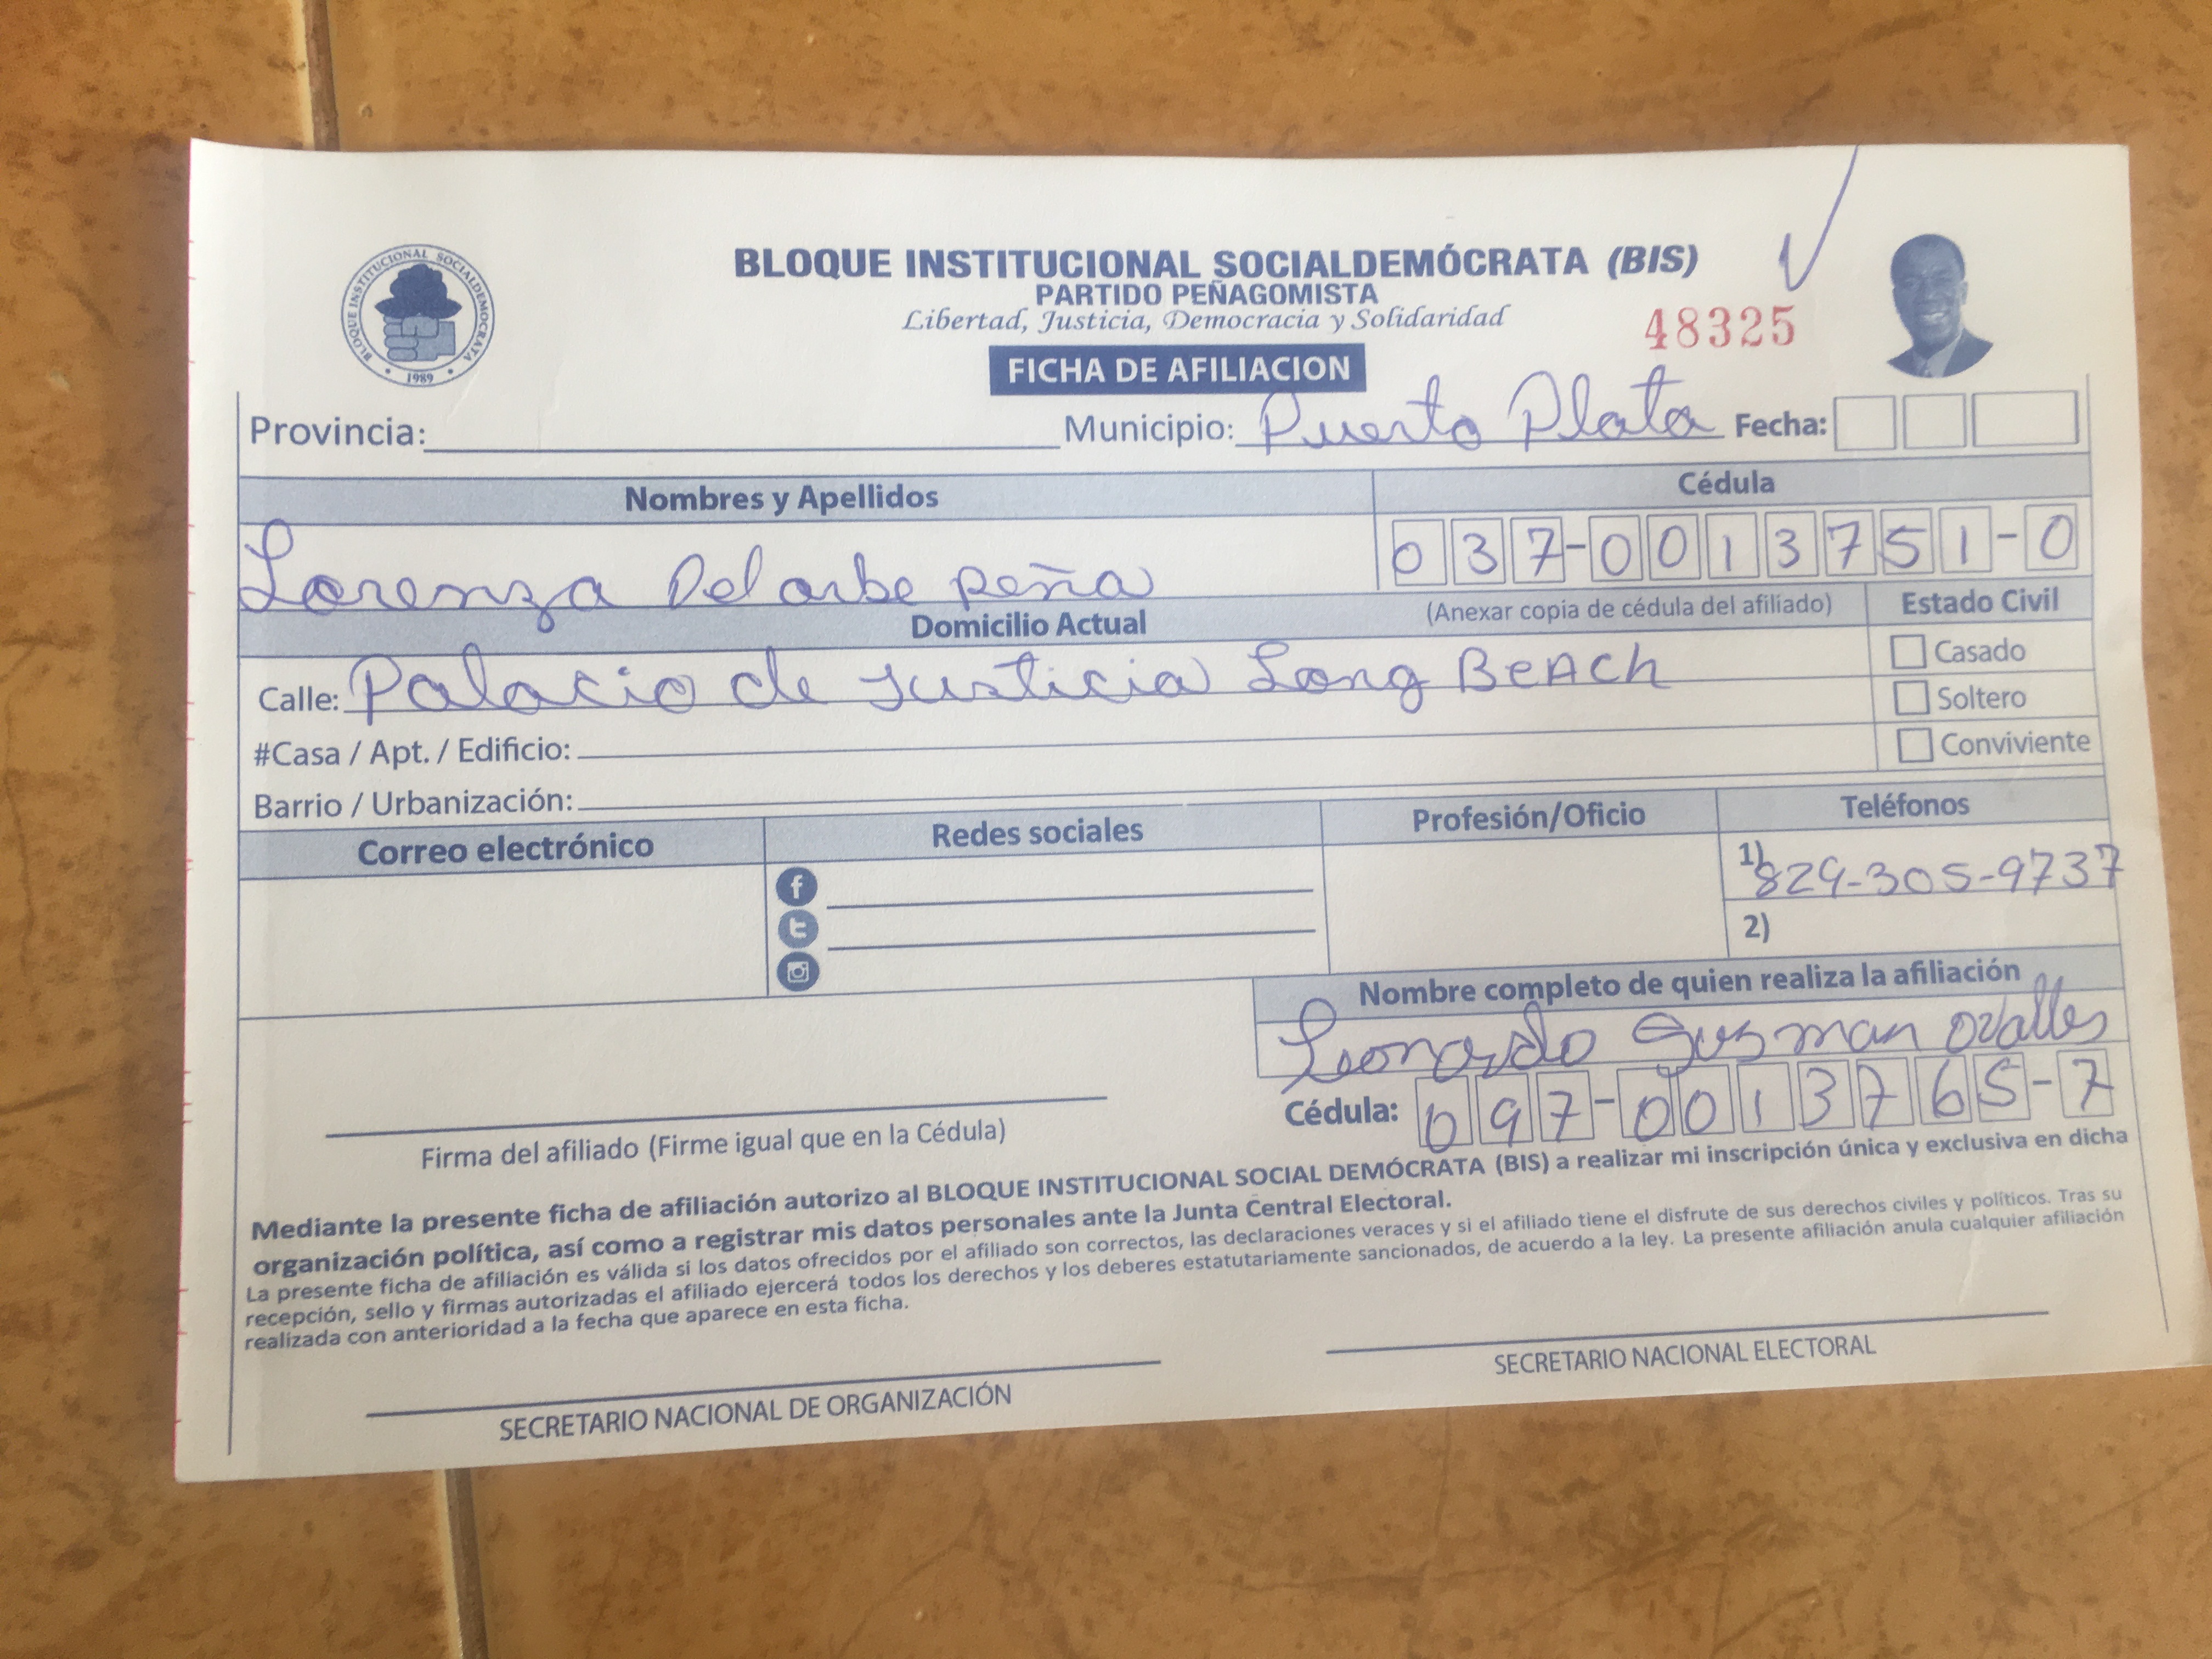 BLOQUE INSTITUCIONAL SOCIALDEMOCRATA
1989
BLOQUE INSTITUCIONAL SOCIALDEMÓCRATA (BIS)
PARTIDO PEÑAGOMISTA
Libertad, Justicia, Democracia y Solidaridad
48325
FICHA DE AFILIACION
Provincia: Municipio: Puerto Plata Fecha:
Nombres y Apellidos Cédula
Lorenza Del orbe peña 037-0013751-0
Domicilio Actual (Anexar copia de cédula del afiliado) Estado Civil
Calle: Palacio de Justicia Long BeACh Casado
Soltero
#Casa / Apt. / Edificio: Conviviente
Barrio / Urbanización:
Correo electrónico Redes sociales Profesión/Oficio Teléfonos
1) 829-305-9737
2)
Nombre completo de quien realiza la afiliación
Leonardo Gusman ovalles
Cédula: 097-0013765-7
Firma del afiliado (Firme igual que en la Cédula)
Mediante la presente ficha de afiliación autorizo al BLOQUE INSTITUCIONAL SOCIAL DEMÓCRATA (BIS) a realizar mi inscripción única y exclusiva en dicha
organización política, así como a registrar mis datos personales ante la Junta Central Electoral.
La presente ficha de afiliación es válida si los datos ofrecidos por el afiliado son correctos, las declaraciones veraces y si el afiliado tiene el disfrute de sus derechos civiles y políticos. Tras su
recepción, sello y firmas autorizadas el afiliado ejercerá todos los derechos y los deberes estatutariamente sancionados, de acuerdo a la ley. La presente afiliación anula cualquier afiliación
realizada con anterioridad a la fecha que aparece en esta ficha.
SECRETARIO NACIONAL DE ORGANIZACIÓN SECRETARIO NACIONAL ELECTORAL